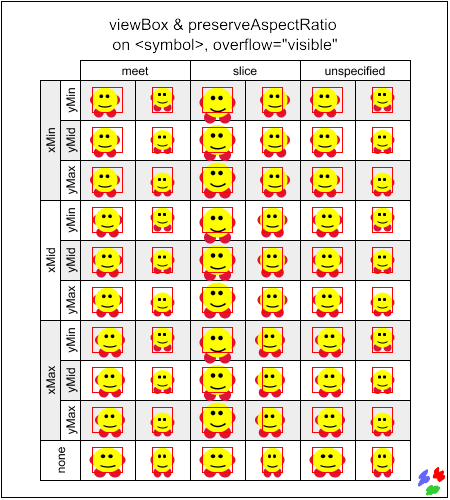 viewBox & preserveAspectRatio
on <symbol>, overflow="visible"
meet slice unspecified
xMin yMin
yMid
yMax
xMid yMin
yMid
yMax
xMax yMin
yMid
yMax
none